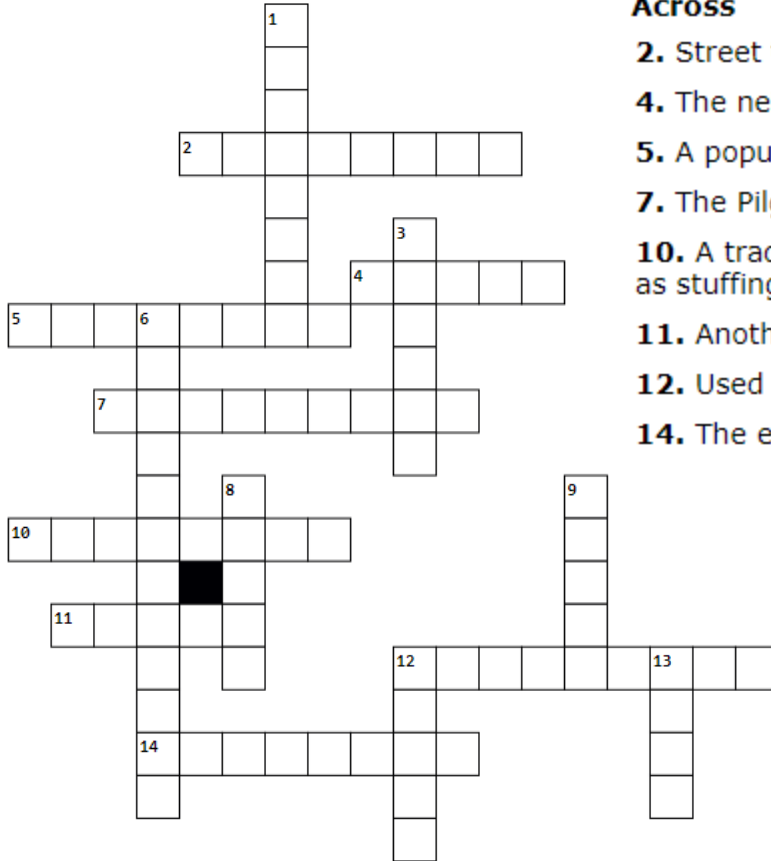 1
2
3
4
5 6
7
8 9
10
11
12 13
14
Across
2. Street
4. The ne
5. A popu
7. The Pil
10. A tra
as stuffing
11. Anoth
12. Used
14. The e